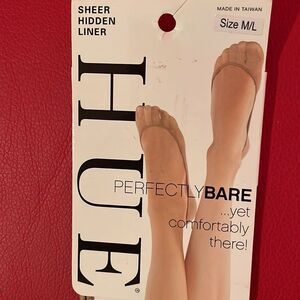 SHEER
HIDDEN
LINER
MADE IN TAIWAN
Size M/L
HUE
PERFECTLYBARE
...yet
comfortably
there!